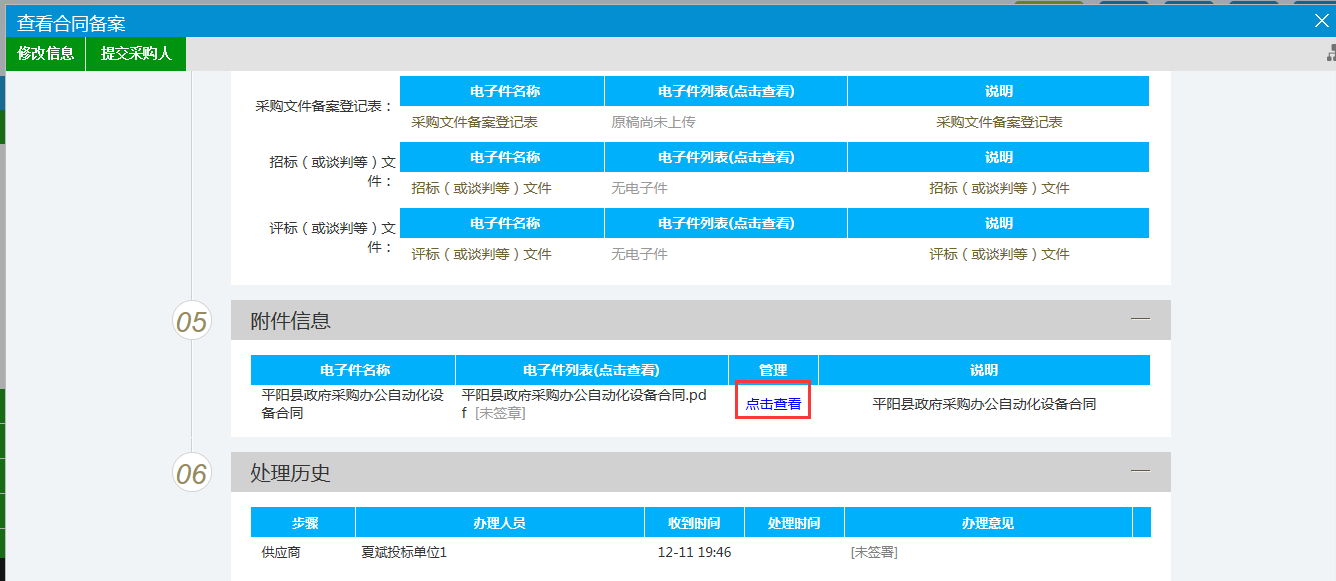 查看合同备案
修改信息 提交采购人
电子件名称 电子件列表(点击查看) 说明
采购文件备案登记表：
采购文件备案登记表 原稿尚未上传 采购文件备案登记表
电子件名称 电子件列表(点击查看) 说明
招标（或谈判等）文
件：
招标（或谈判等）文件 无电子件 招标（或谈判等）文件
电子件名称 电子件列表(点击查看) 说明
评标（或谈判等）文
件：
评标（或谈判等）文件 无电子件 评标（或谈判等）文件
05 附件信息
电子件名称 电子件列表(点击查看) 管理 说明
平阳县政府采购办公自动化设
备合同
平阳县政府采购办公自动化设备合同.pd
f [未签章]
点击查看
平阳县政府采购办公自动化设备合同
06 处理历史
步骤 办理人员 收到时间 处理时间 办理意见
供应商 夏斌投标单位1 12-11 19:46 [未签署]